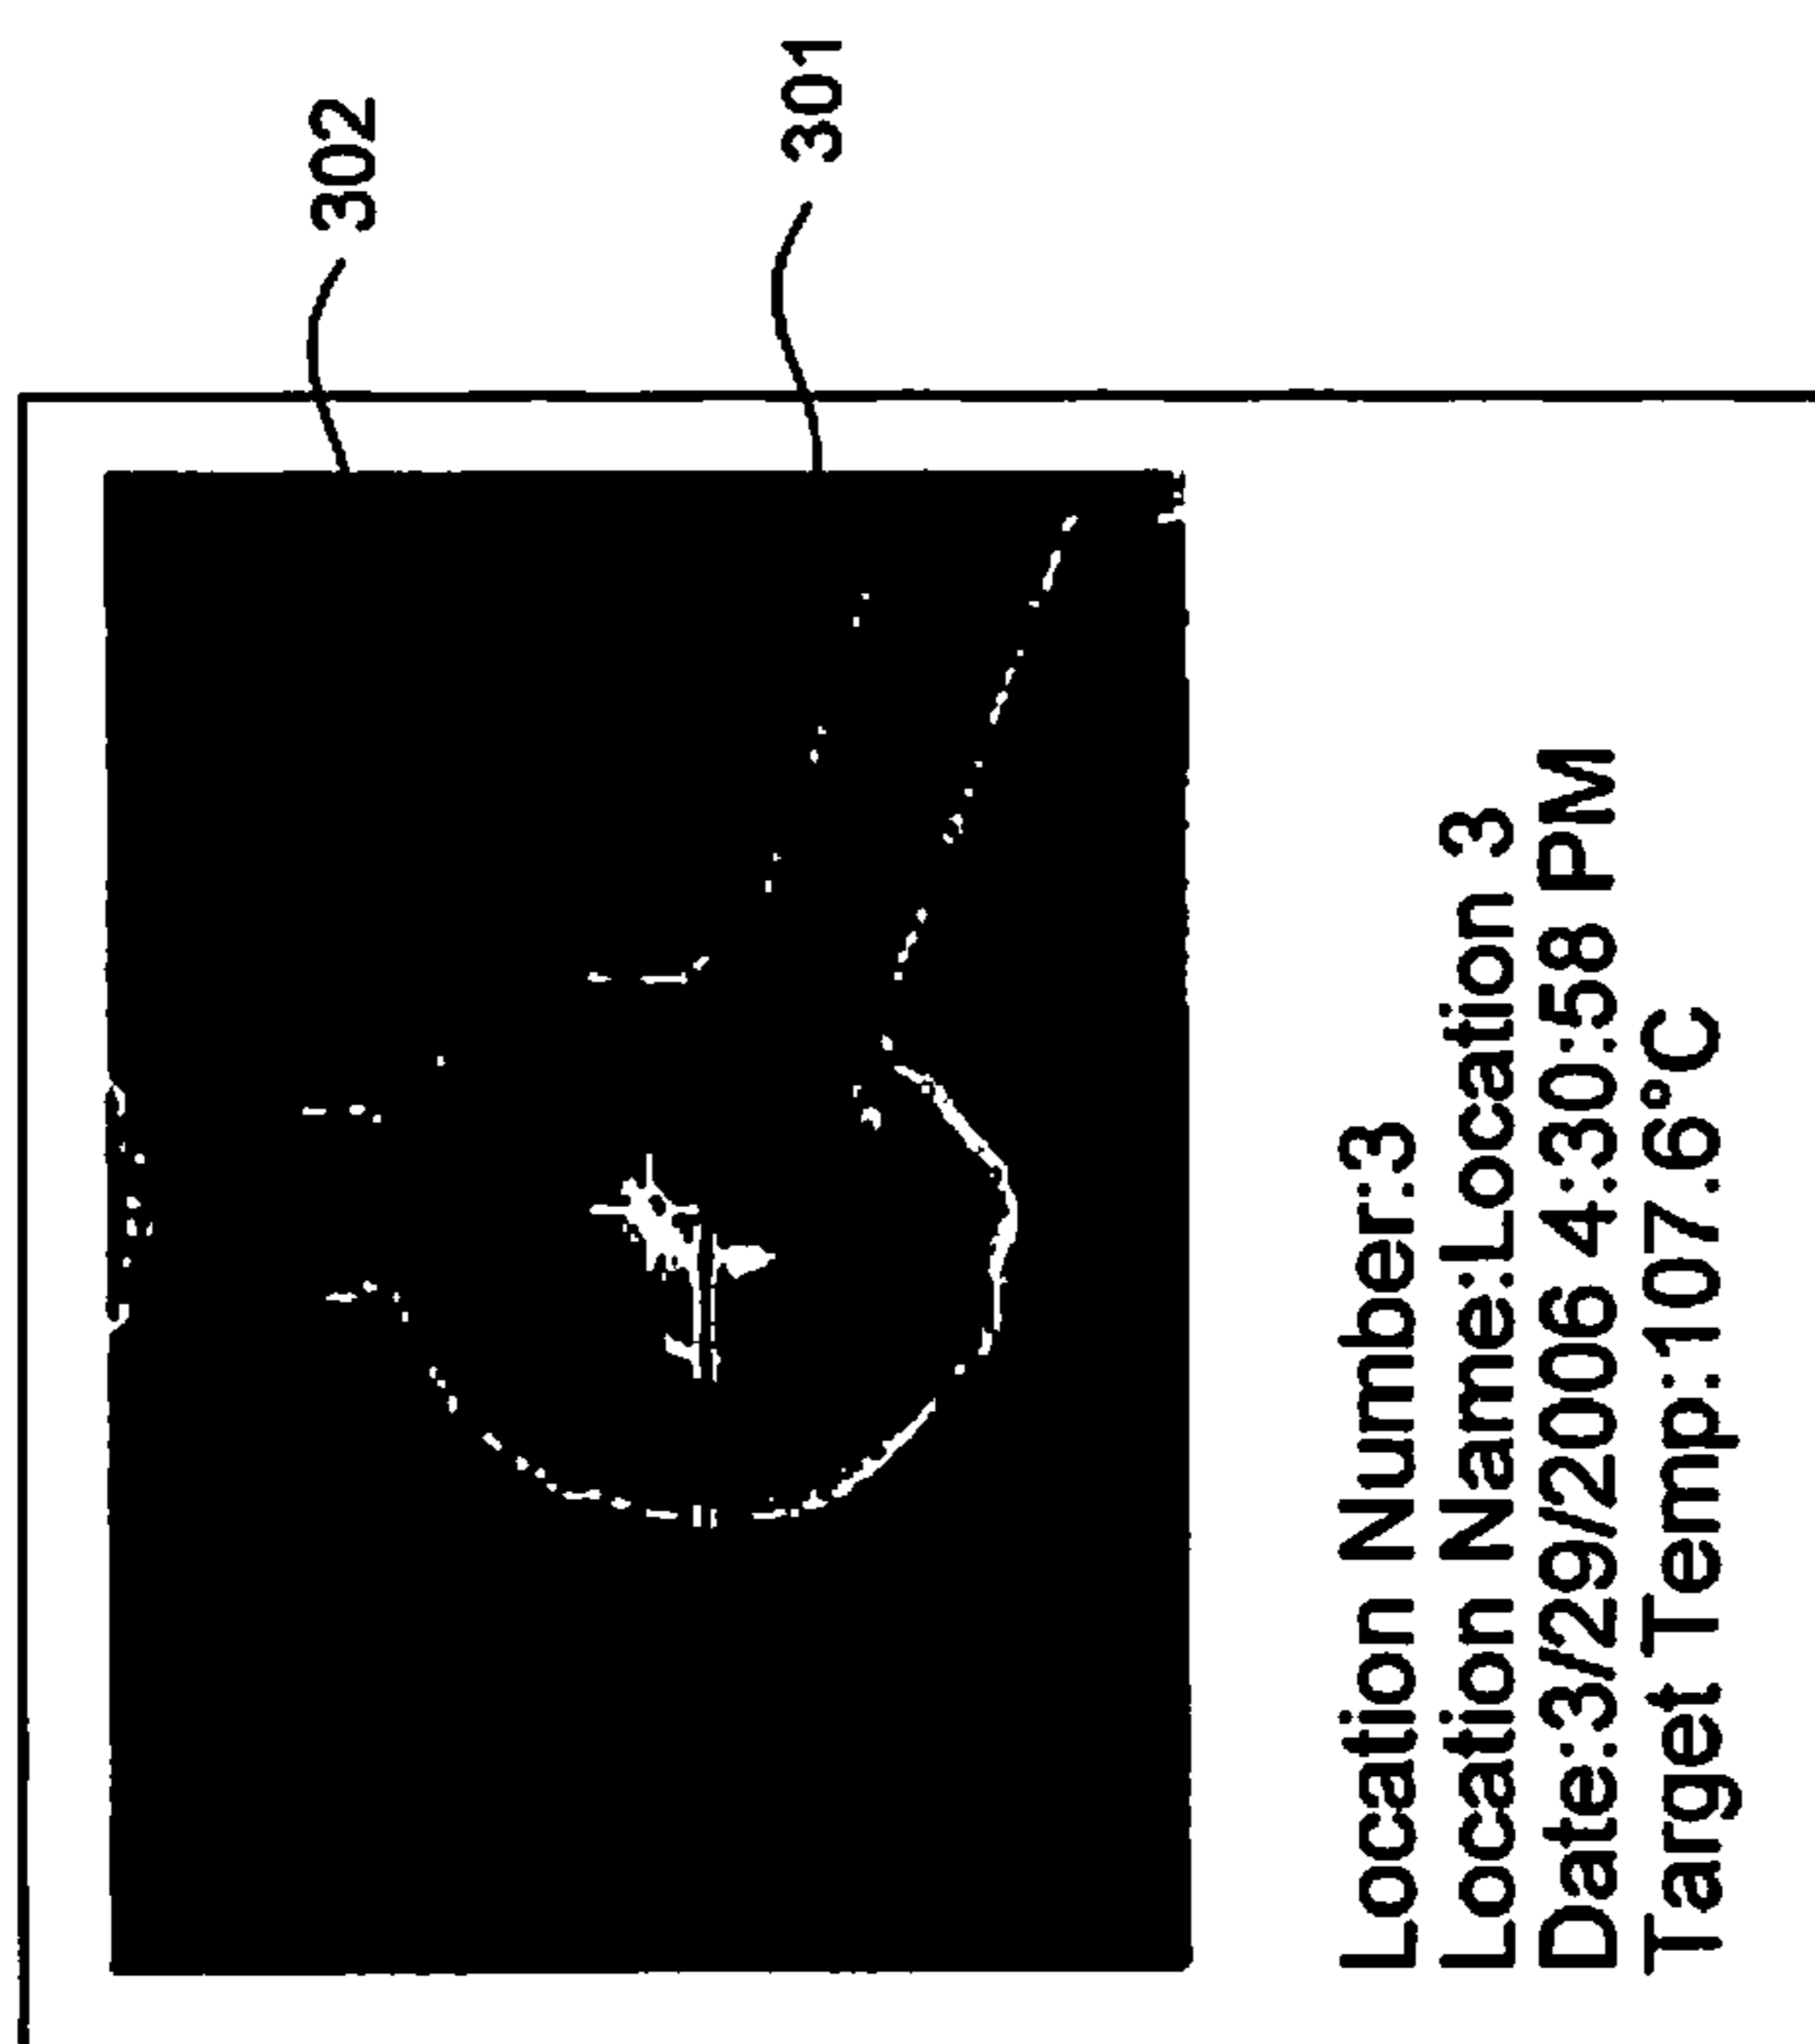 302
301
Location Number:3
Location Name:Location 3
Date:3/29/2006 4:30:58 PM
Target Temp:107.6°C